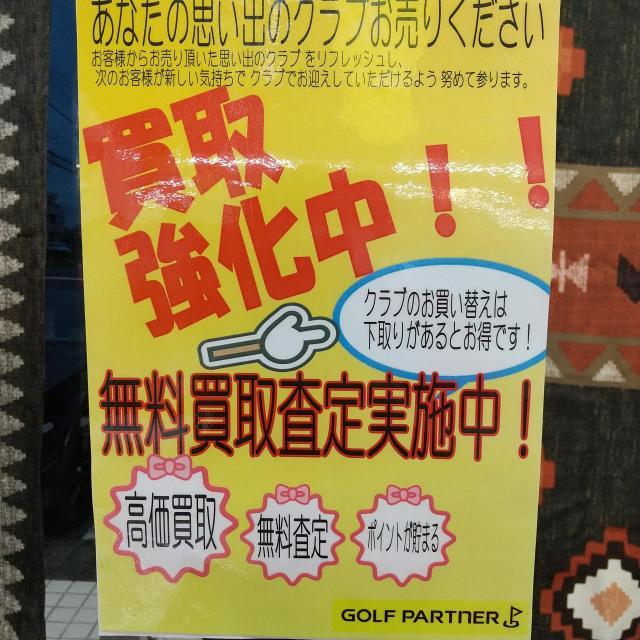 あなたの思い出のクラブお売りください
お客様からお売り頂いた思い出のクラブをリフレッシュし、
次のお客様が新しい気持ちでクラブでお迎えしていただけるよう努めて参ります。
買取
強化中！！
クラブのお買い替えは
下取りがあるとお得です！
無料買取査定実施中！
高価買取
無料査定
ポイントが貯まる
GOLF PARTNER